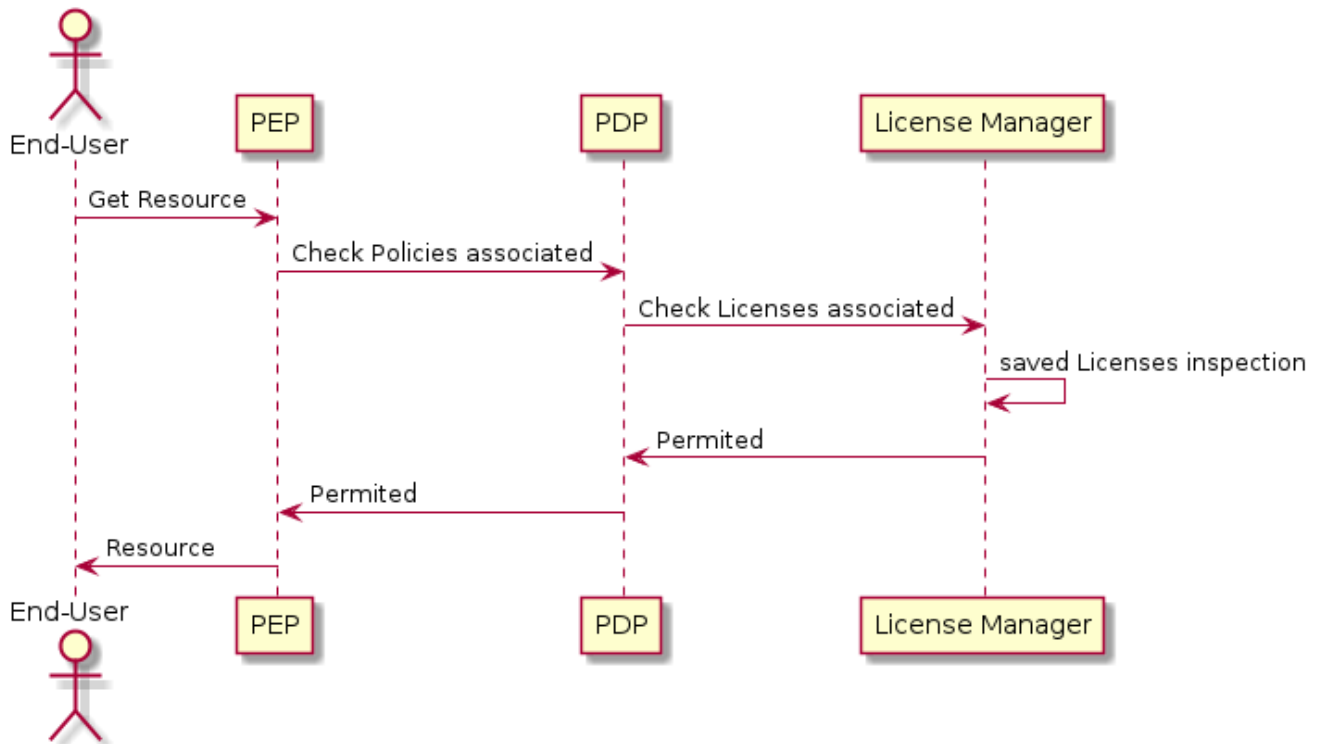 End-User
PEP
PDP
License Manager
Get Resource
Check Policies associated
Check Licenses associated
saved Licenses inspection
Permited
Permited
Resource
End-User
PEP
PDP
License Manager